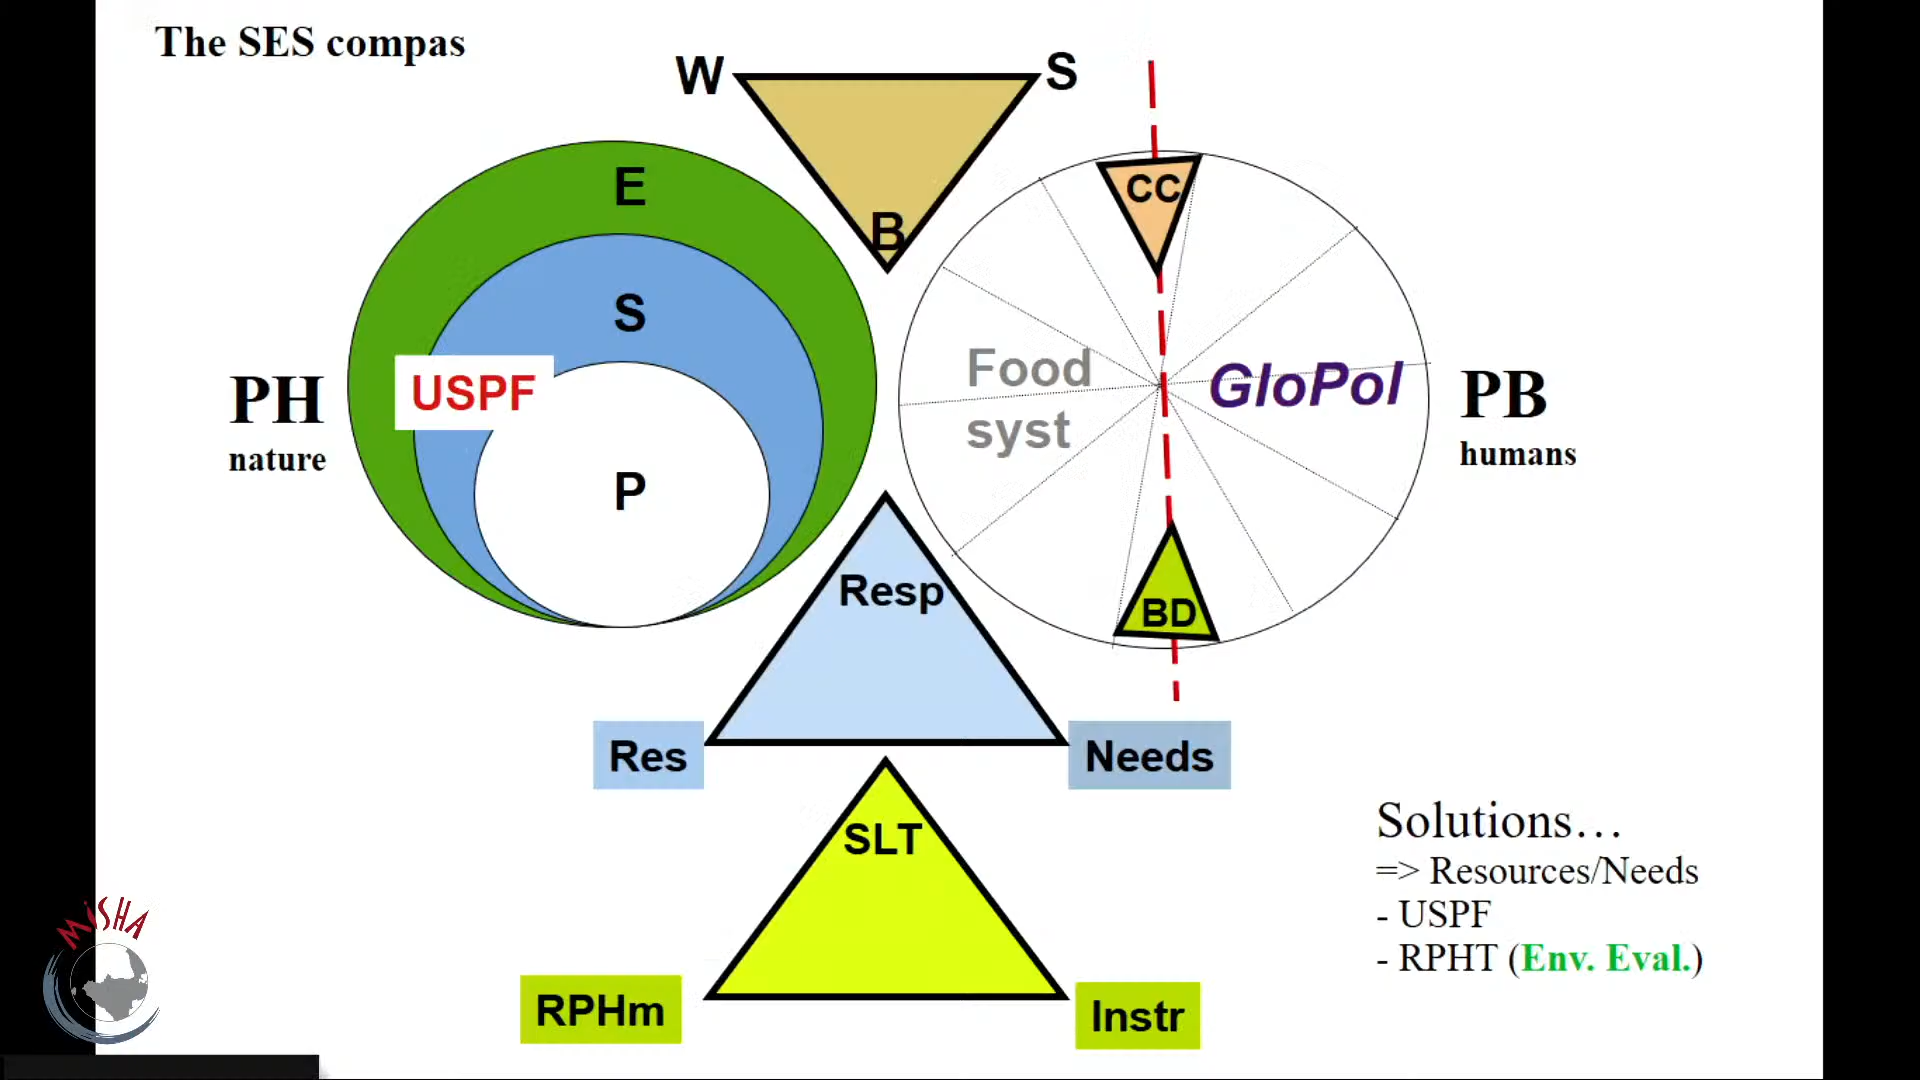 The SES compas
W
S
B
E
S
P
USPF
PH
nature
CC
Food
syst
GloPol
PB
humans
BD
Resp
Res
Needs
SLT
RPHm
Instr
Solutions…
=> Resources/Needs
- USPF
- RPHT (Env. Eval.)
MiSHA